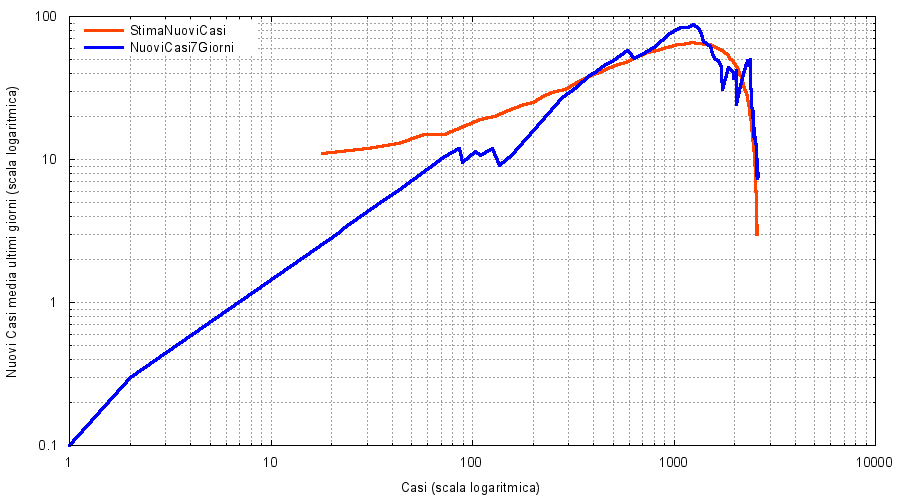 100
StimaNuoviCasi
NuoviCasi7Giorni
10
1
0.1
Nuovi Casi media ultimi giorni (scala logaritmica)
1
10
100
1000
10000
Casi (scala logaritmica)